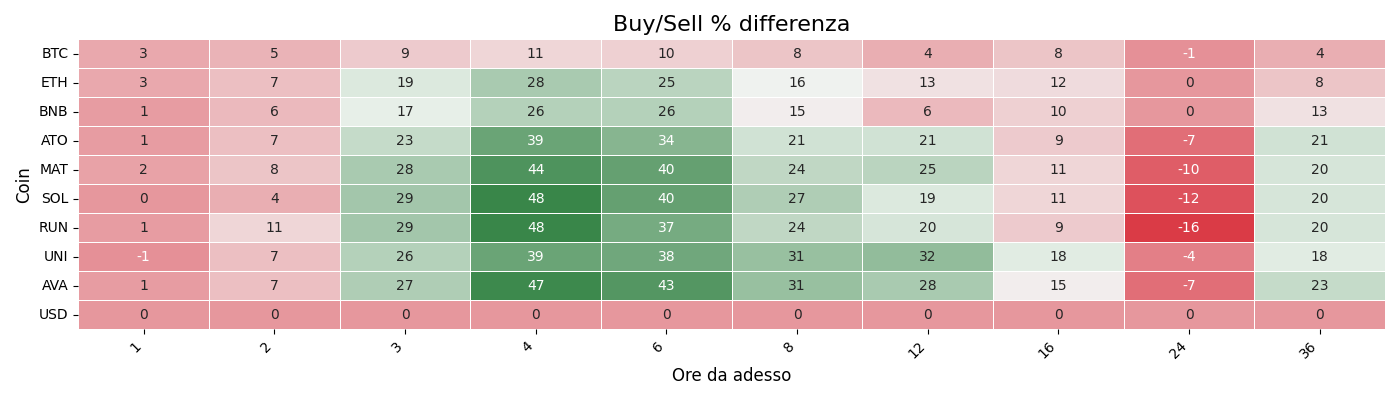 Buy/Sell % differenza
Coin
BTC 3 5 9 11 10 8 4 8 -1 4
ETH 3 7 19 28 25 16 13 12 0 8
BNB 1 6 17 26 26 15 6 10 0 13
ATO 1 7 23 39 34 21 21 9 -7 21
MAT 2 8 28 44 40 24 25 11 -10 20
SOL 0 4 29 48 40 27 19 11 -12 20
RUN 1 11 29 48 37 24 20 9 -16 20
UNI -1 7 26 39 38 31 32 18 -4 18
AVA 1 7 27 47 43 31 28 15 -7 23
USD 0 0 0 0 0 0 0 0 0 0
1 2 3 4 6 8 12 16 24 36
Ore da adesso